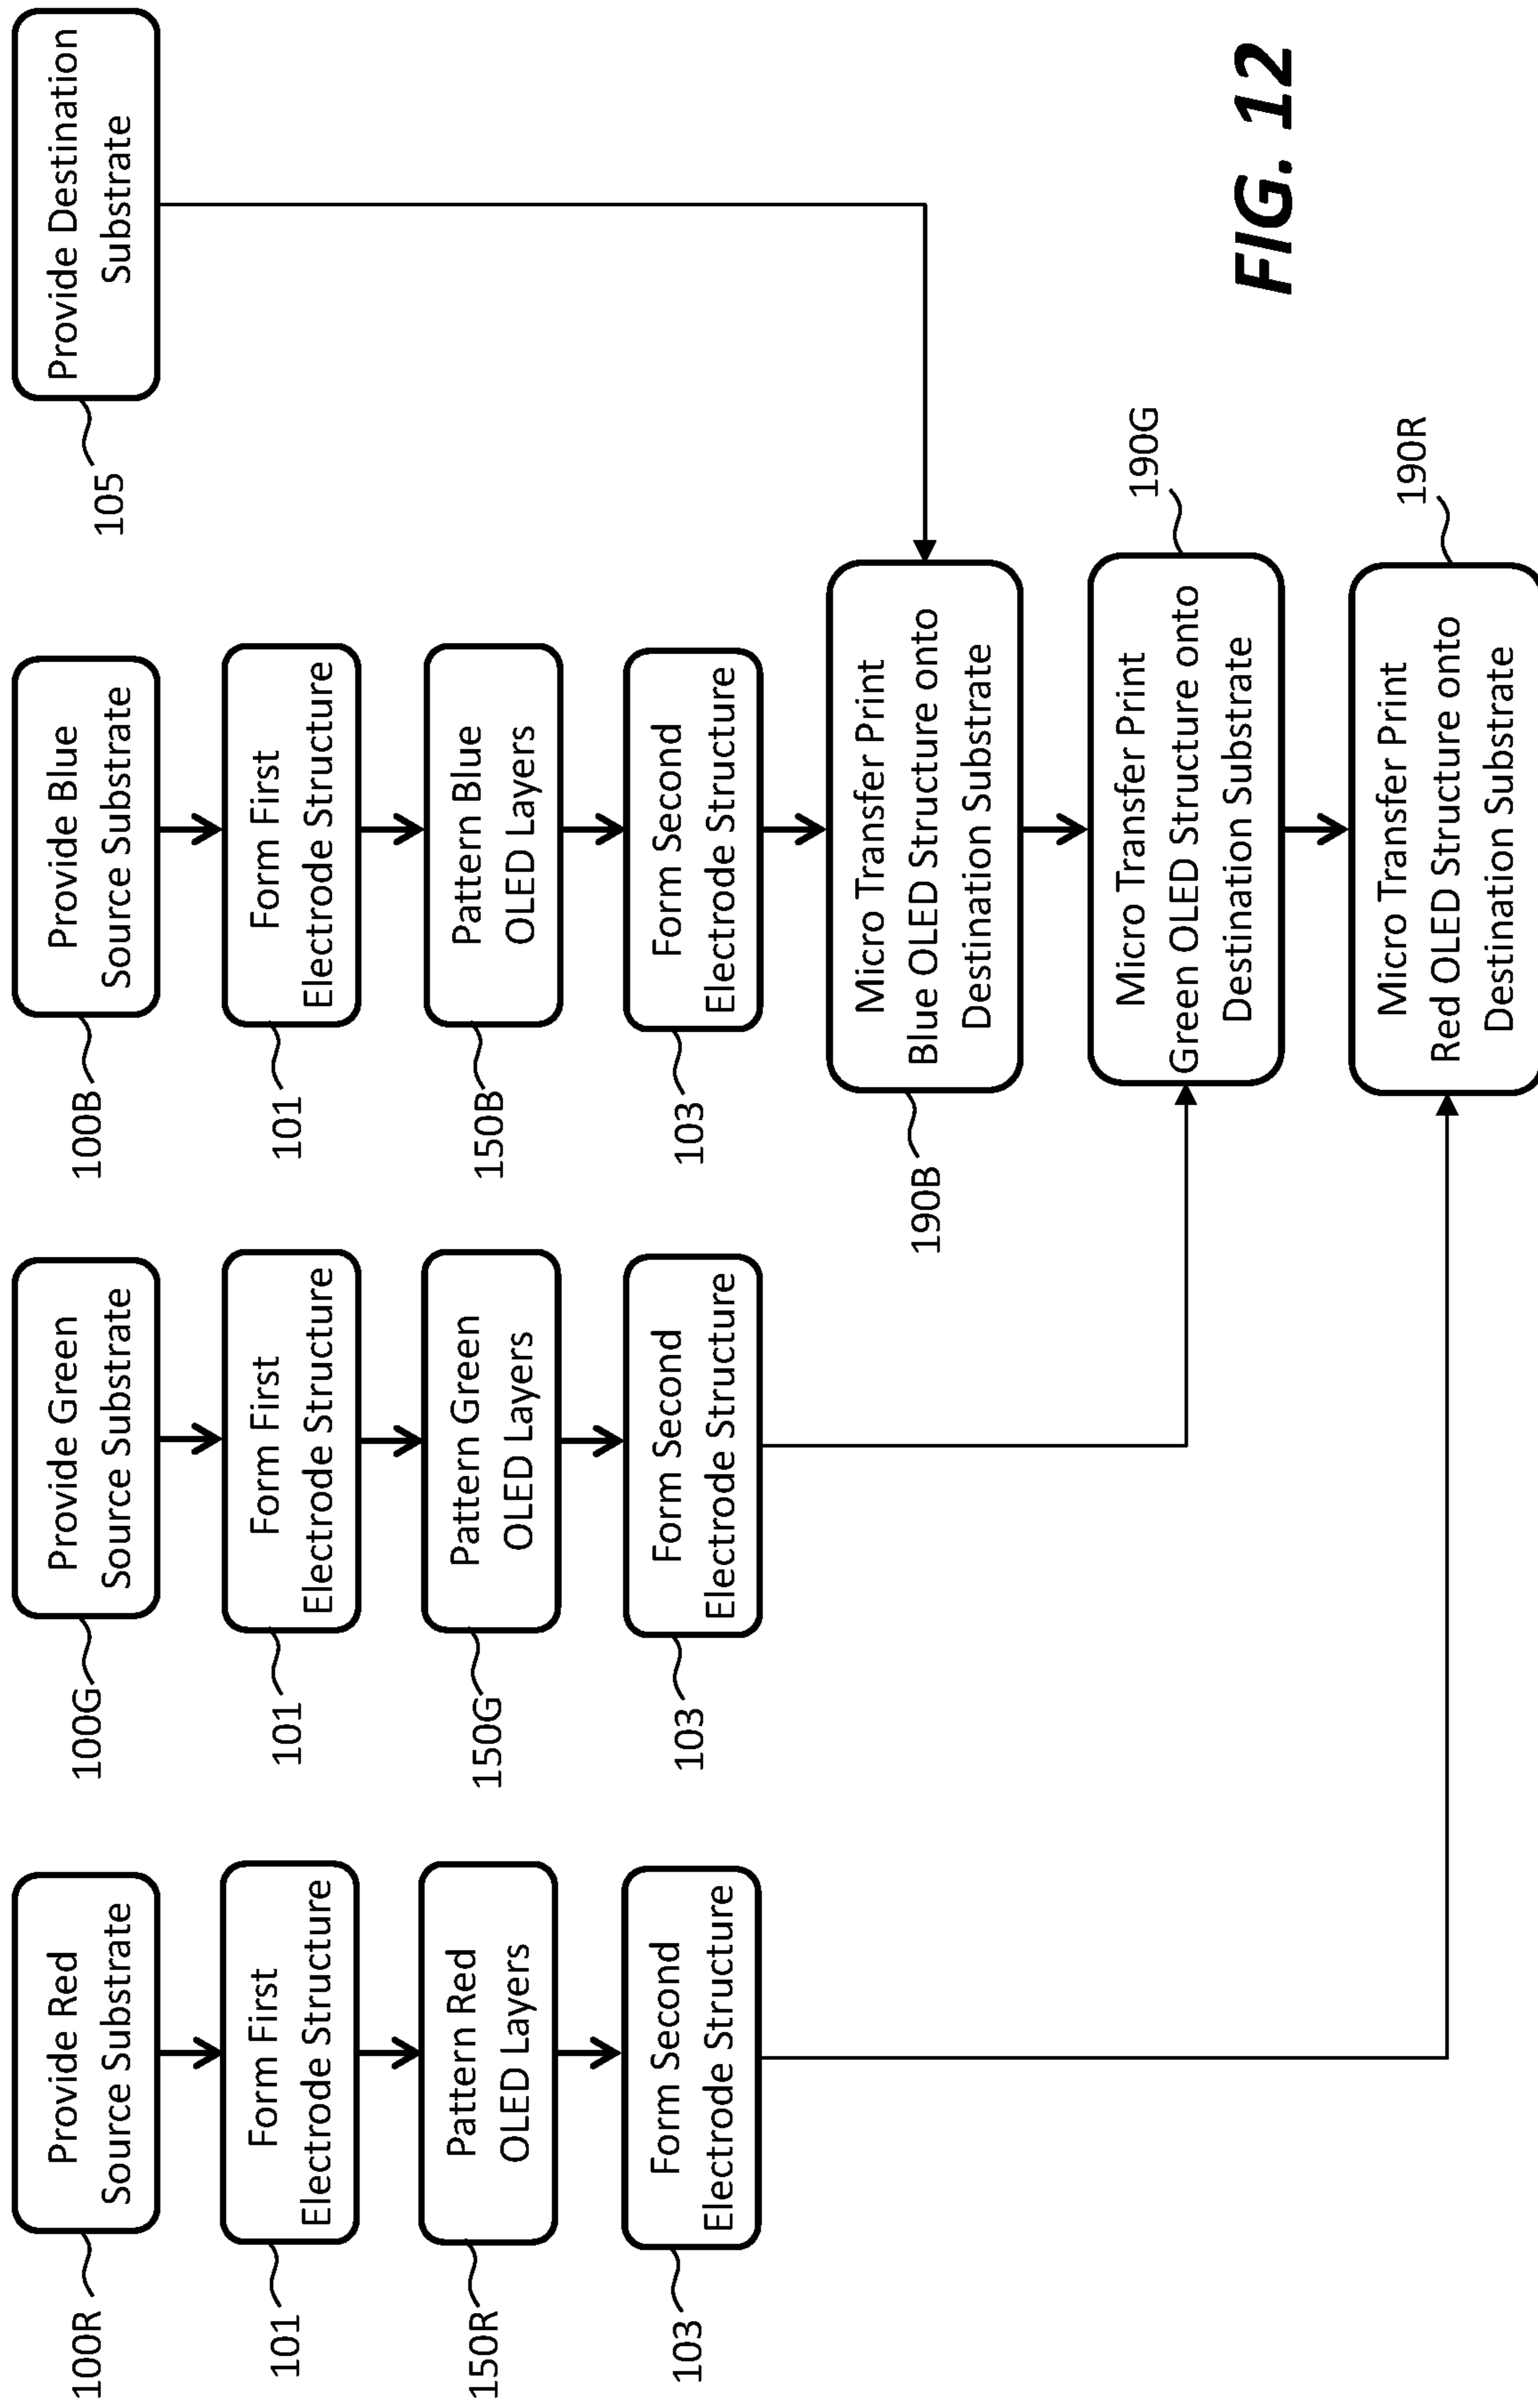 100R
Provide Red
Source Substrate
101
Form First
Electrode Structure
150R
Pattern Red
OLED Layers
103
Form Second
Electrode Structure
100G
Provide Green
Source Substrate
101
Form First
Electrode Structure
150G
Pattern Green
OLED Layers
103
Form Second
Electrode Structure
100B
Provide Blue
Source Substrate
101
Form First
Electrode Structure
150B
Pattern Blue
OLED Layers
103
Form Second
Electrode Structure
105
Provide Destination
Substrate
190B
Micro Transfer Print
Blue OLED Structure onto
Destination Substrate
190G
Micro Transfer Print
Green OLED Structure onto
Destination Substrate
190R
Micro Transfer Print
Red OLED Structure onto
Destination Substrate
FIG. 12